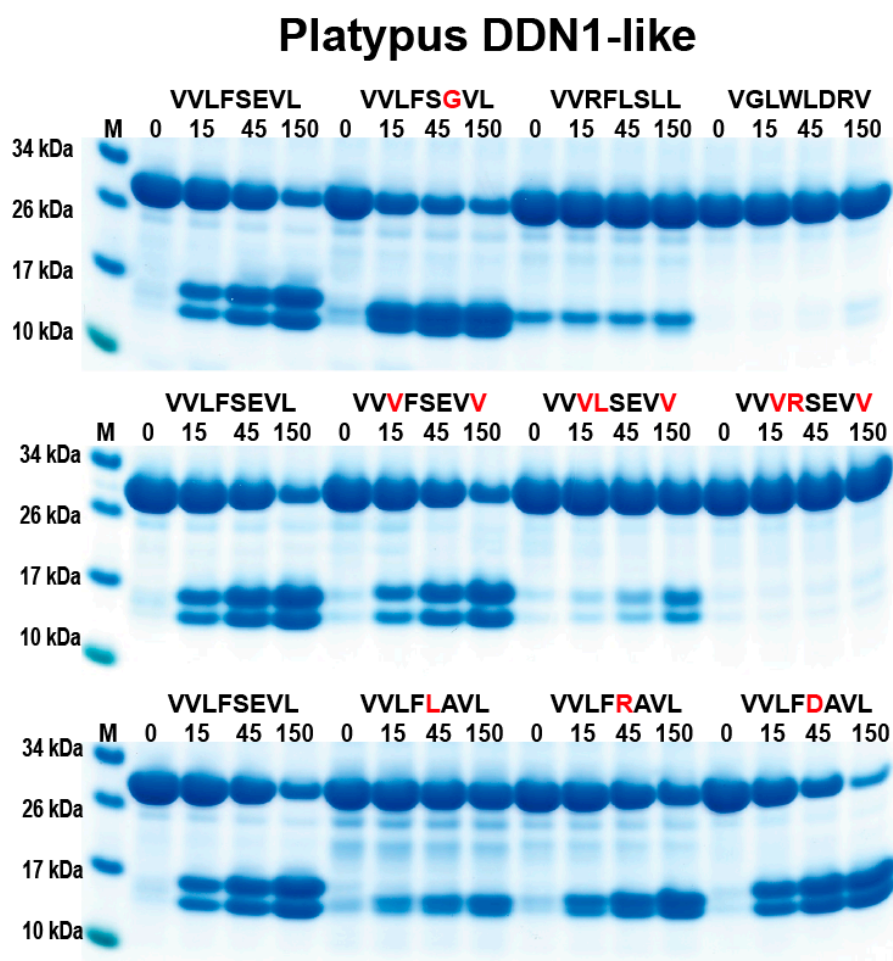 Platypus DDN1-like
VVLFSEVL VVLFSGVL VVRFLSLL VGLWLDRV
M 0 15 45 150 0 15 45 150 0 15 45 150 0 15 45 150
34 kDa
26 kDa
17 kDa
10 kDa
VVLFSEVL VVVFSEVV VVVLSEVV VVVRSEVV
M 0 15 45 150 0 15 45 150 0 15 45 150 0 15 45 150
34 kDa
26 kDa
17 kDa
10 kDa
VVLFSEVL VVLFLAVL VVLFRAVL VVLFDAVL
M 0 15 45 150 0 15 45 150 0 15 45 150 0 15 45 150
34 kDa
26 kDa
17 kDa
10 kDa